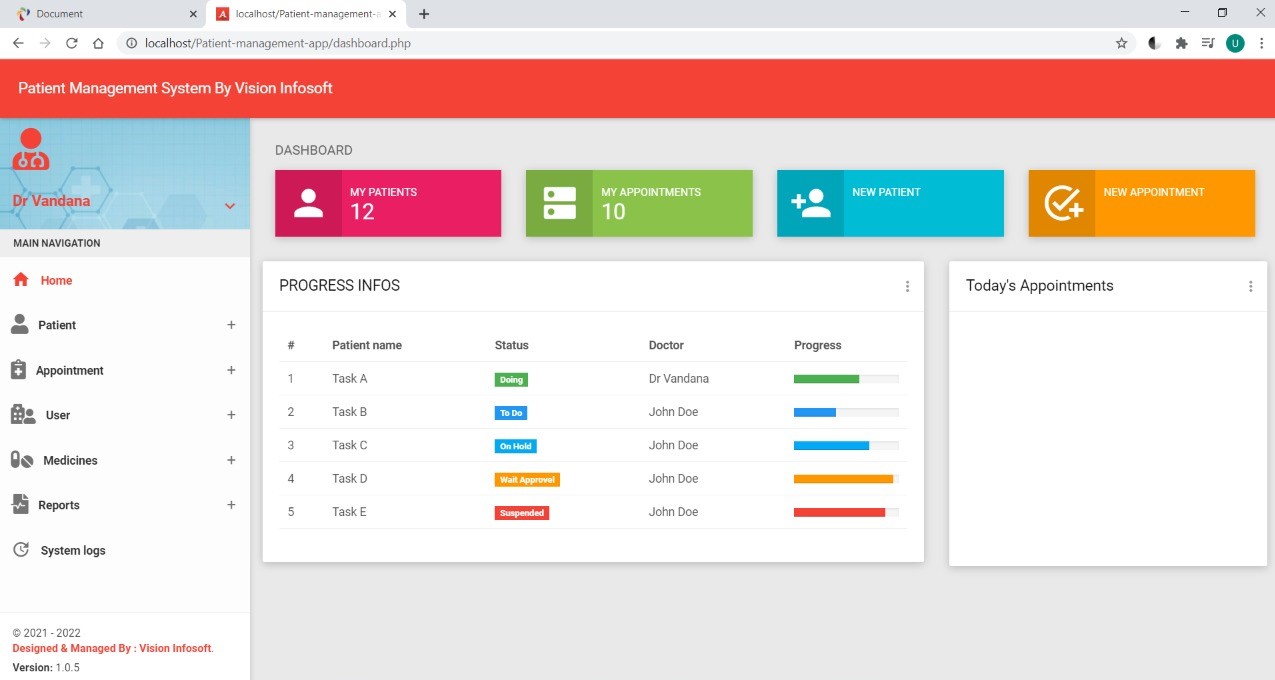 Document
localhost/Patient-management-a
localhost/Patient-management-app/dashboard.php
U
Patient Management System By Vision Infosoft
Dr Vandana
MAIN NAVIGATION
Home
Patient
Appointment
User
Medicines
Reports
System logs
© 2021 - 2022
Designed & Managed By : Vision Infosoft.
Version: 1.0.5
DASHBOARD
MY PATIENTS
12
MY APPOINTMENTS
10
NEW PATIENT
NEW APPOINTMENT
PROGRESS INFOS
# Patient name Status Doctor Progress
1 Task A Doing Dr Vandana
2 Task B To Do John Doe
3 Task C On Hold John Doe
4 Task D Wait Approvel John Doe
5 Task E Suspended John Doe
Today's Appointments